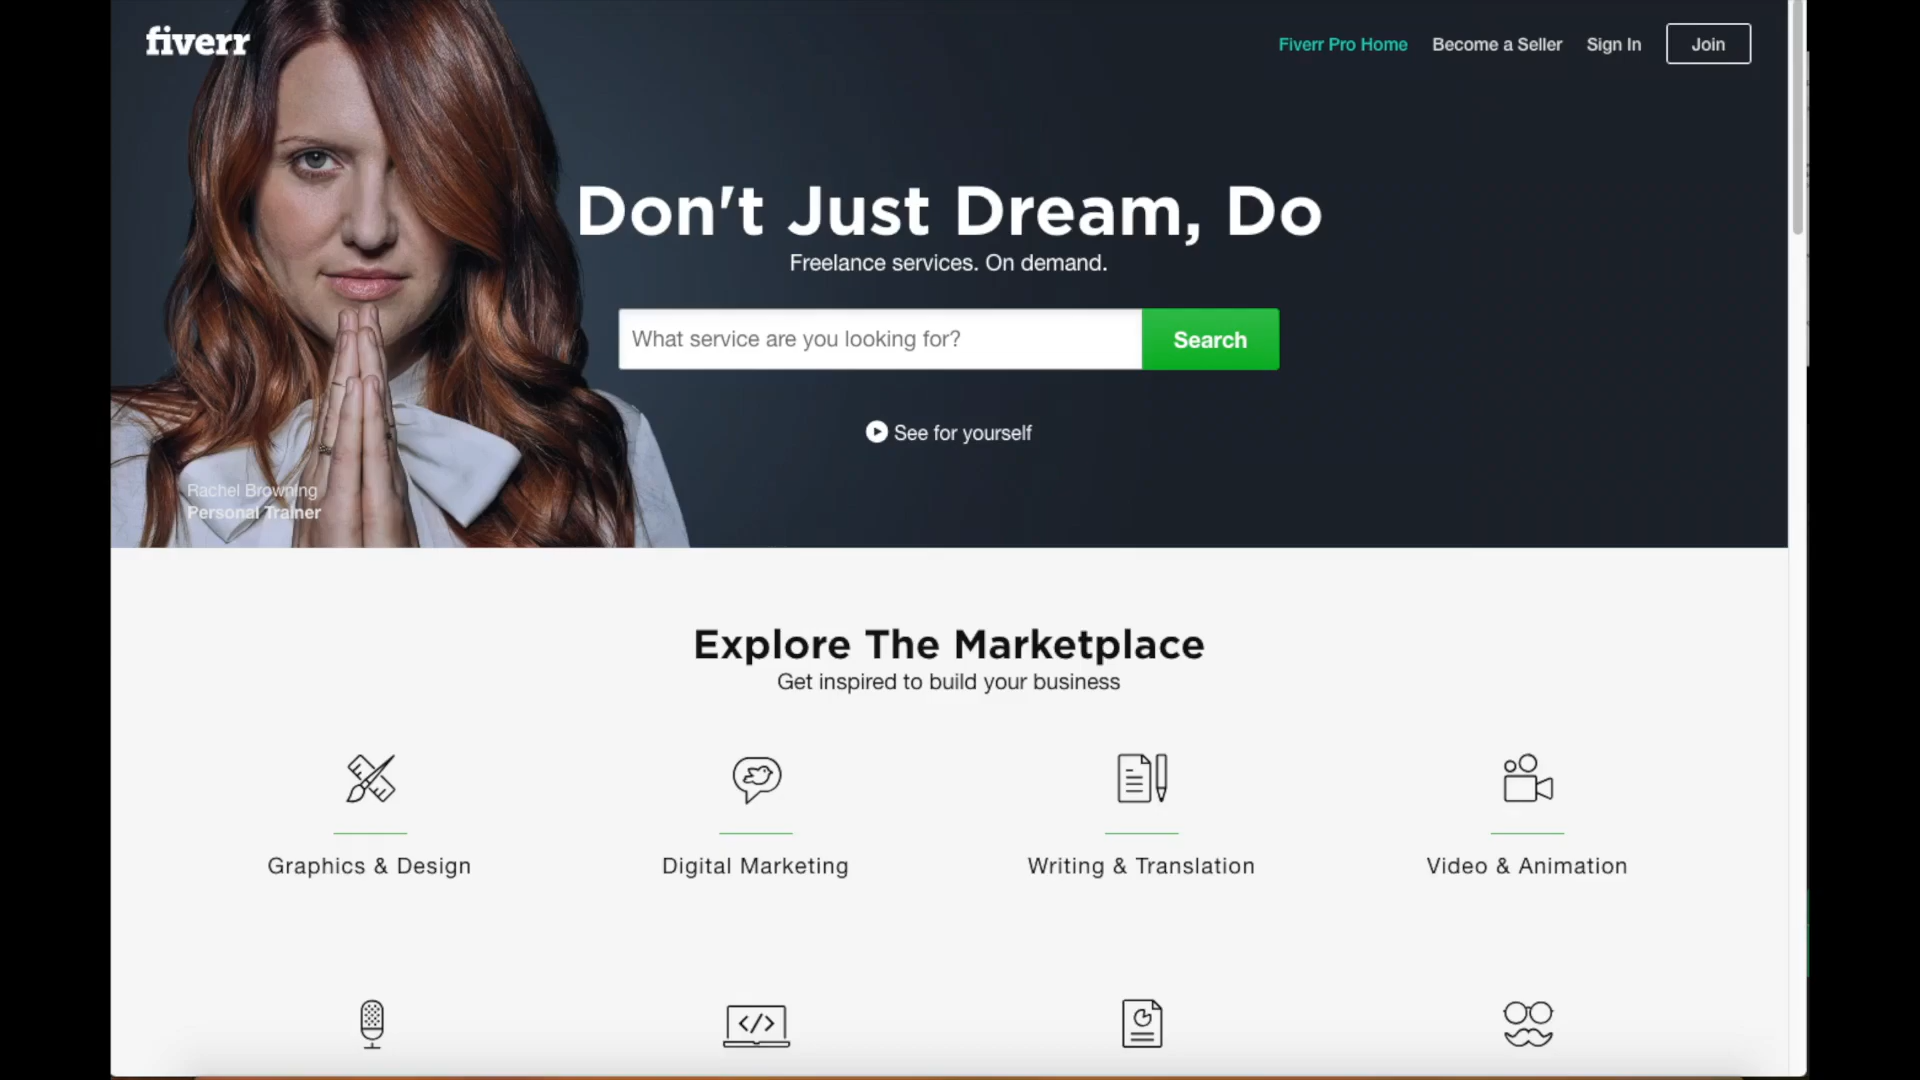 fiverr
Fiverr Pro Home
Become a Seller
Sign In
Join
Don't Just Dream, Do
Freelance services. On demand.
What service are you looking for?
Search
See for yourself
Rachel Browning
Personal Trainer
Explore The Marketplace
Get inspired to build your business
Graphics & Design
Digital Marketing
Writing & Translation
Video & Animation